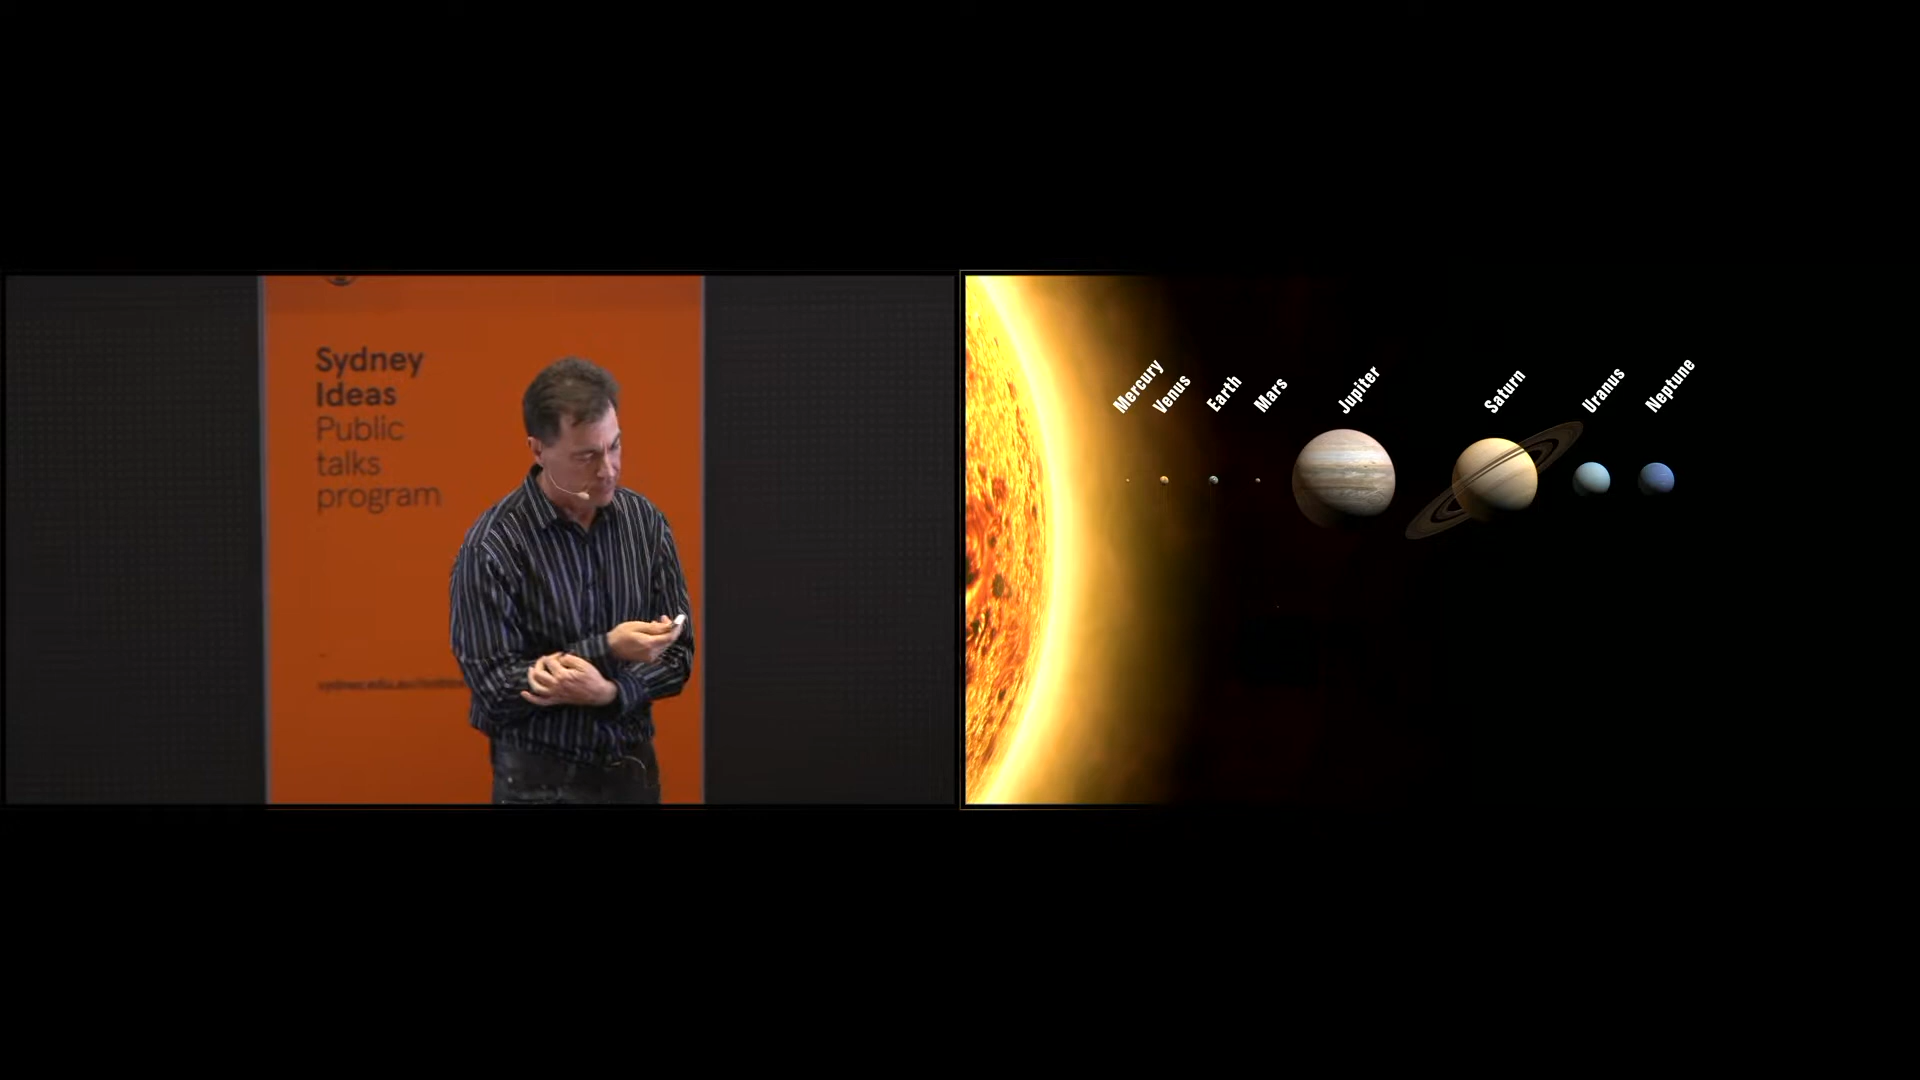 Sydney
Ideas
Public
talks
program
Mercury
Venus
Earth
Mars
Jupiter
Saturn
Uranus
Neptune